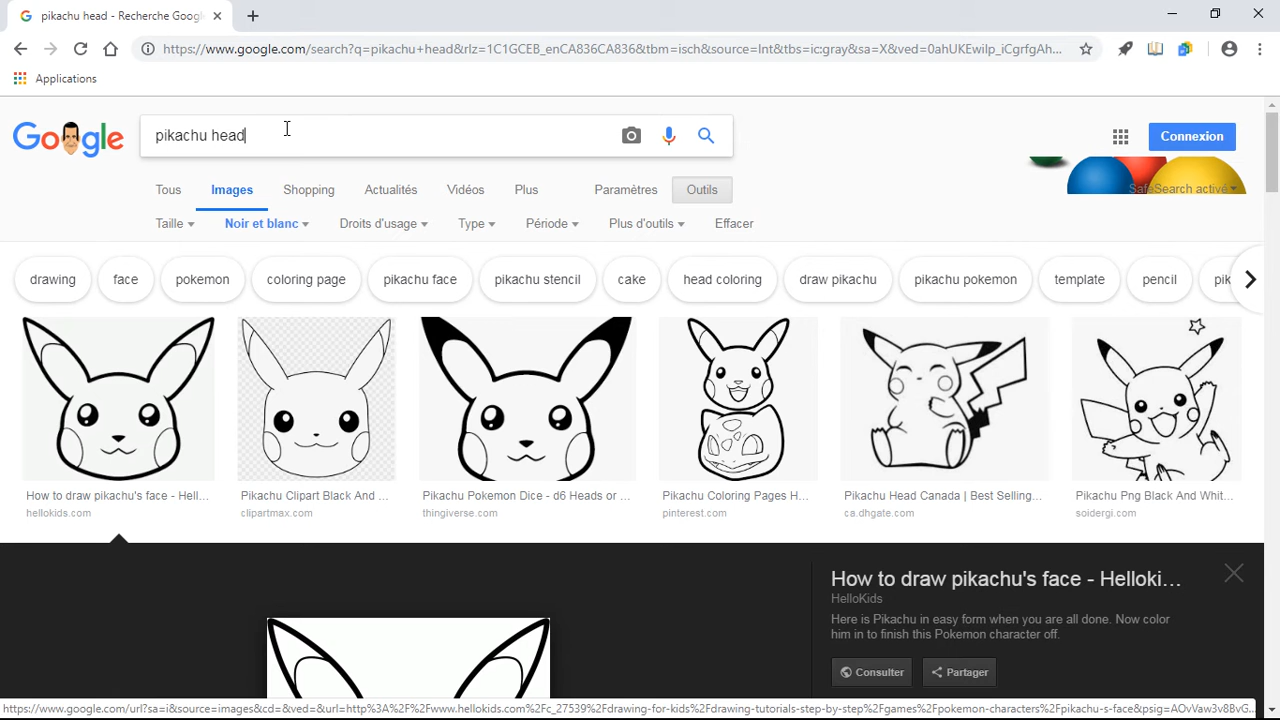 pikachu head - Recherche Goog
https://www.google.com/search?q=pikachu+head&rlz=1C1GCEB_enCA836CA836&tbm=isch&source=lnt&tbs=ic:gray&sa=X&ved=0ahUKEwilp_iCgrfgAh...
Applications
Google
pikachu head
Connexion
Tous Images Shopping Actualités Vidéos Plus Paramètres Outils
SafeSearch activé
Taille Noir et blanc Droits d'usage Type Période Plus d'outils Effacer
drawing face pokemon coloring page pikachu face pikachu stencil cake head coloring draw pikachu pikachu pokemon template pencil pik
How to draw pikachu's face - Hell... Pikachu Clipart Black And ... Pikachu Pokemon Dice - d6 Heads or ... Pikachu Coloring Pages H... Pikachu Head Canada | Best Selling... Pikachu Png Black And Whit...
hellokids.com clipartmax.com thingiverse.com pinterest.com ca.dhgate.com soidergi.com
How to draw pikachu's face - Helloki...
HelloKids
Here is Pikachu in easy form when you are all done. Now color
him in to finish this Pokemon character off.
Consulter Partager
https://www.google.com/url?sa=i&source=images&cd=&ved=&url=http%3A%2F%2Fwww.hellokids.com%2Fc_27539%2Fdrawing-for-kids%2Fdrawing-tutorials-step-by-step%2Fgames%2Fpokemon-characters%2Fpikachu-s-face&psig=AOvVaw3v8BvG...